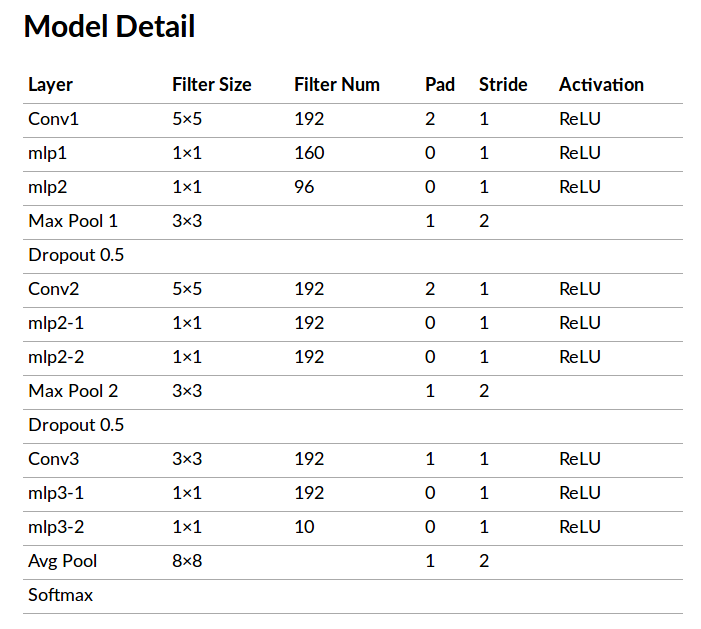 Model Detail
Layer Filter Size Filter Num Pad Stride Activation
Conv1 5×5 192 2 1 ReLU
mlp1 1×1 160 0 1 ReLU
mlp2 1×1 96 0 1 ReLU
Max Pool 1 3×3 1 2
Dropout 0.5
Conv2 5×5 192 2 1 ReLU
mlp2-1 1×1 192 0 1 ReLU
mlp2-2 1×1 192 0 1 ReLU
Max Pool 2 3×3 1 2
Dropout 0.5
Conv3 3×3 192 1 1 ReLU
mlp3-1 1×1 192 0 1 ReLU
mlp3-2 1×1 10 0 1 ReLU
Avg Pool 8×8 1 2
Softmax